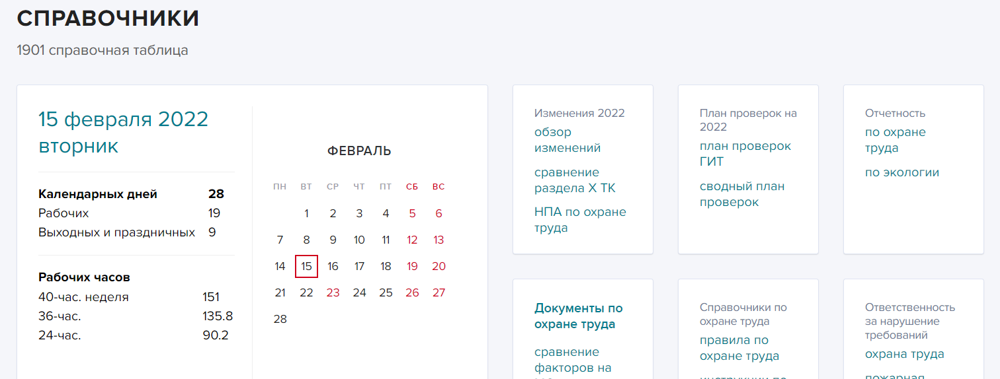 СПРАВОЧНИКИ
1901 справочная таблица
15 февраля 2022
вторник
Календарных дней 28
Рабочих 19
Выходных и праздничных 9
Рабочих часов
40-час. неделя 151
36-час. 135.8
24-час. 90.2
ФЕВРАЛЬ
ПН ВТ СР ЧТ ПТ СБ ВС
1 2 3 4 5 6
7 8 9 10 11 12 13
14 15 16 17 18 19 20
21 22 23 24 25 26 27
28
Изменения 2022
обзор
изменений
сравнение
раздела X ТК
НПА по охране
труда
План проверок на
2022
план проверок
ГИТ
сводный план
проверок
Отчетность
по охране
труда
по экологии
Документы по
охране труда
сравнение
факторов на
Справочники по
охране труда
правила по
охране труда
Ответственность
за нарушение
требований
охрана труда
пожарная